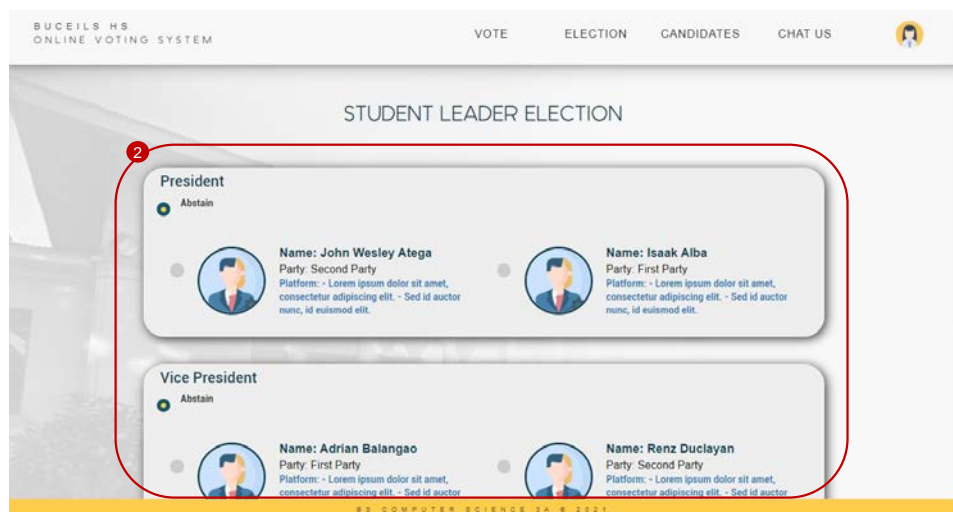 BUCEILS HS
ONLINE VOTING SYSTEM
VOTE ELECTION CANDIDATES CHAT US
STUDENT LEADER ELECTION
2
President
Abstain
Name: John Wesley Atega
Party: Second Party
Platform: - Lorem ipsum dolor sit amet,
consectetur adipiscing elit. - Sed id auctor
nunc, id euismod elit.
Name: Isaak Alba
Party: First Party
Platform: - Lorem ipsum dolor sit amet,
consectetur adipiscing elit. - Sed id auctor
nunc, id euismod elit.
Vice President
Abstain
Name: Adrian Balangao
Party: First Party
Platform: - Lorem ipsum dolor sit amet,
consectetur adipiscing elit. - Sed id auctor
Name: Renz Duclayan
Party: Second Party
Platform: - Lorem ipsum dolor sit amet,
consectetur adipiscing elit. - Sed id auctor
BS COMPUTER SCIENCE 3A © 2021